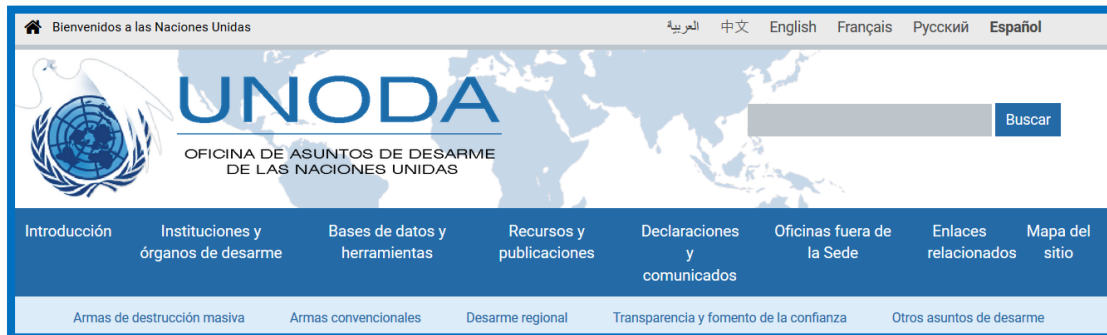 Bienvenidos a las Naciones Unidas
العربية 中文 English Français Русский Español
UNODA
OFICINA DE ASUNTOS DE DESARME
DE LAS NACIONES UNIDAS
Buscar
Introducción
Instituciones y
órganos de desarme
Bases de datos y
herramientas
Recursos y
publicaciones
Declaraciones
y
comunicados
Oficinas fuera de
la Sede
Enlaces
relacionados
Mapa del
sitio
Armas de destrucción masiva Armas convencionales Desarme regional Transparencia y fomento de la confianza Otros asuntos de desarme